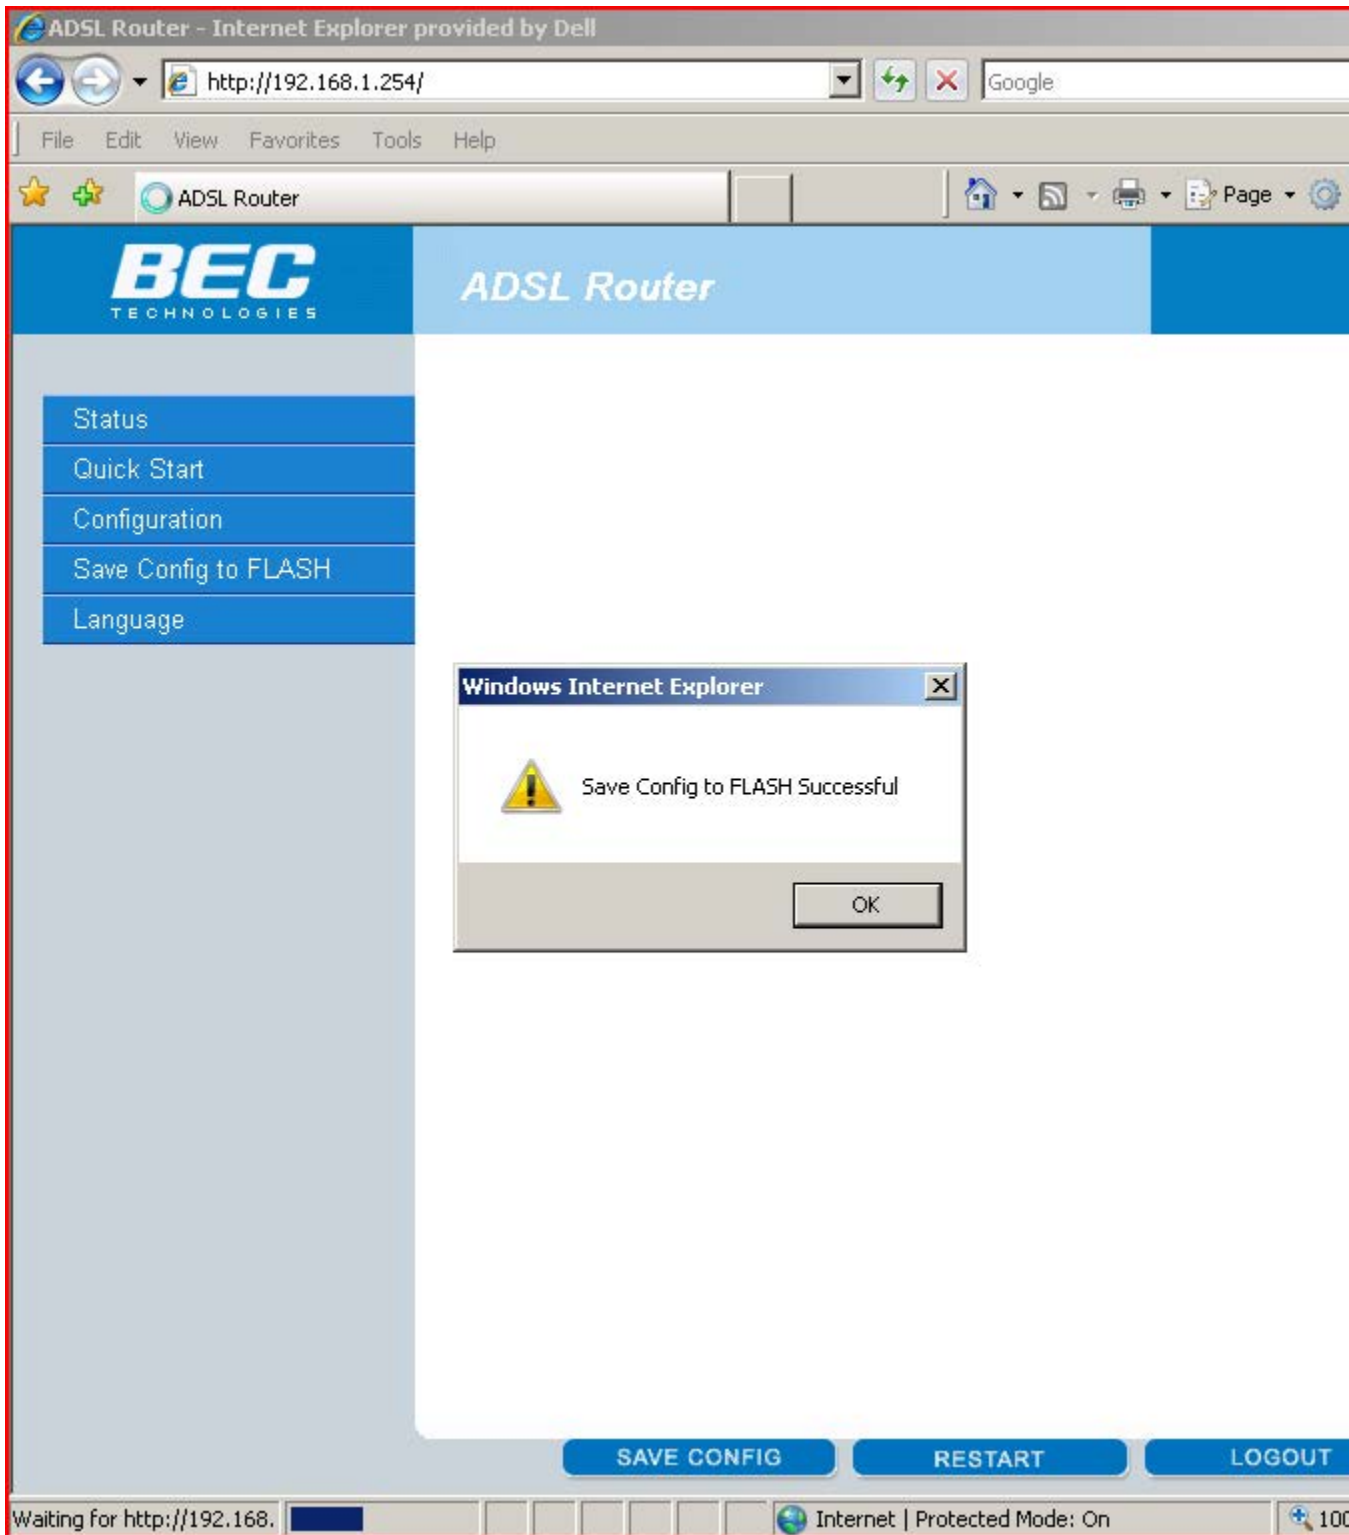 ADSL Router - Internet Explorer provided by Dell
http://192.168.1.254/
Google
File Edit View Favorites Tools Help
ADSL Router
Page
BEC
TECHNOLOGIES
ADSL Router
Status
Quick Start
Configuration
Save Config to FLASH
Language
Windows Internet Explorer
Save Config to FLASH Successful
OK
SAVE CONFIG
RESTART
LOGOUT
Waiting for http://192.168.
Internet | Protected Mode: On
100